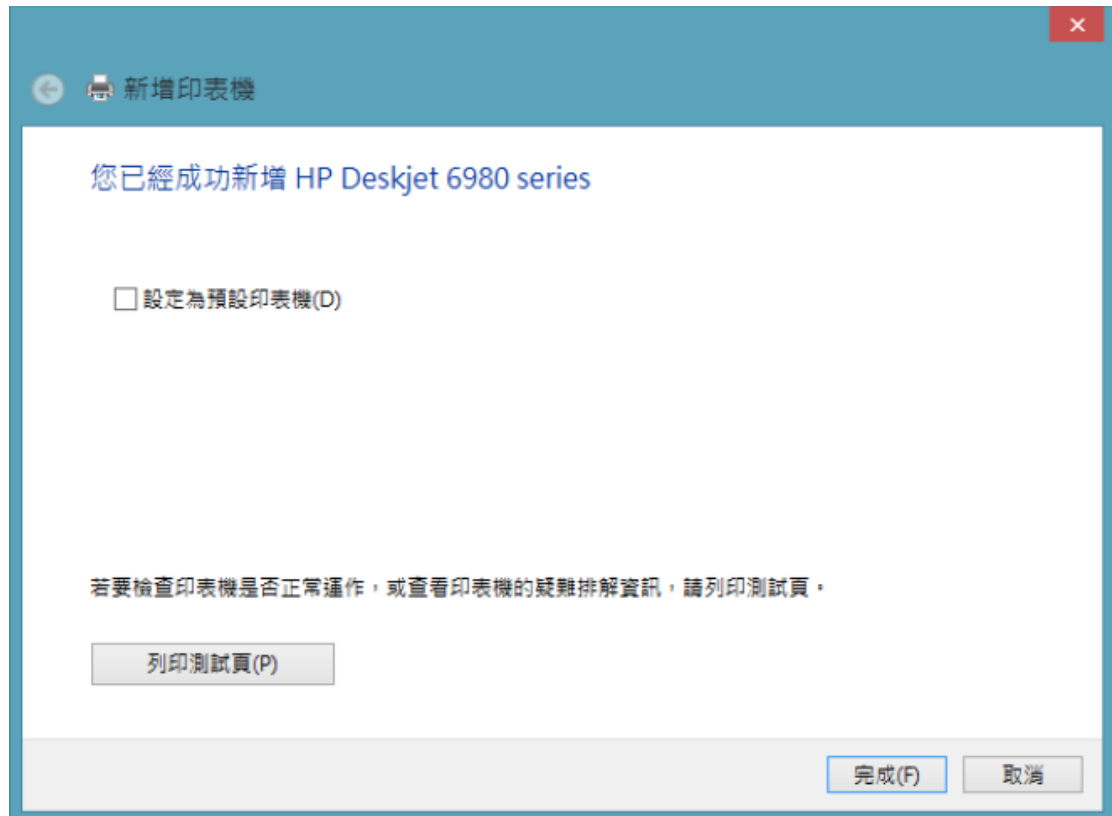 新增印表機
您已經成功新增 HP Deskjet 6980 series
設定為預設印表機(D)
若要檢查印表機是否正常運作，或查看印表機的疑難排解資訊，請列印測試頁。
列印測試頁(P)
完成(F)
取消